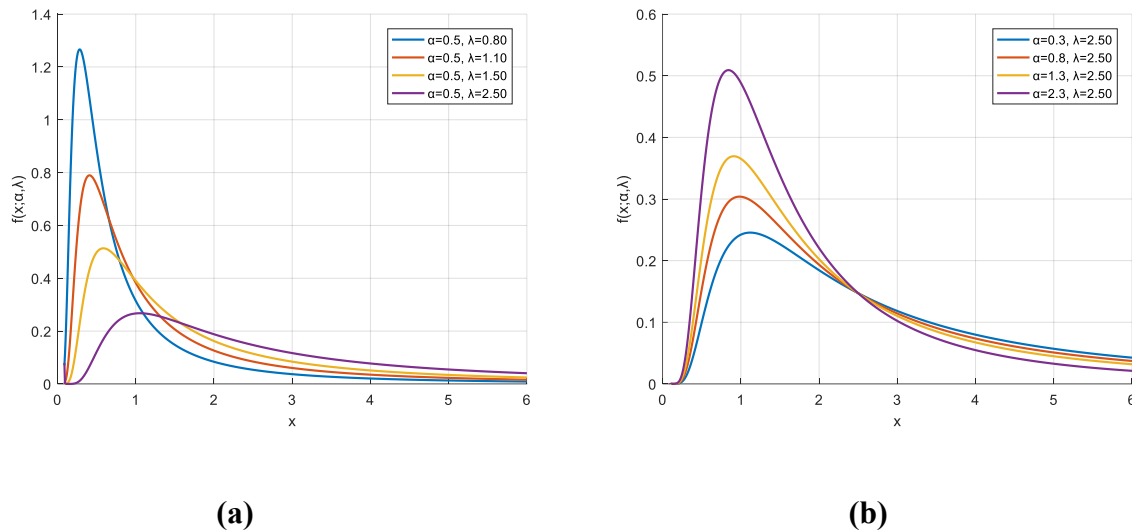 1.4
1.2
1
0.8
0.6
0.4
0.2
0
0 1 2 3 4 5 6
x
f(x;α,λ)
α=0.5, λ=0.80
α=0.5, λ=1.10
α=0.5, λ=1.50
α=0.5, λ=2.50
(a)
0.6
0.5
0.4
0.3
0.2
0.1
0
0 1 2 3 4 5 6
x
f(x;α,λ)
α=0.3, λ=2.50
α=0.8, λ=2.50
α=1.3, λ=2.50
α=2.3, λ=2.50
(b)